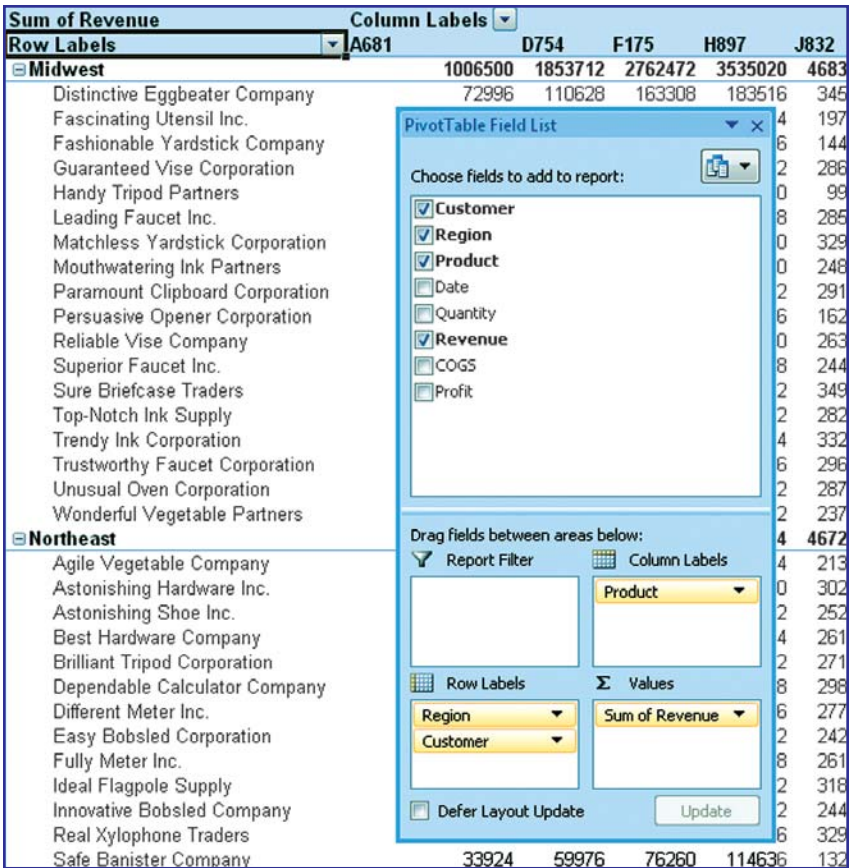 Sum of Revenue Column Labels
Row Labels A681 D754 F175 H897 J832
Midwest 1006500 1853712 2762472 3535020 4683
Distinctive Eggbeater Company 72996 110628 163308 183516 345
Fascinating Utensil Inc. 4 197
Fashionable Yardstick Company 6 144
Guaranteed Vise Corporation 2 286
Handy Tripod Partners 0 99
Leading Faucet Inc. 8 285
Matchless Yardstick Corporation 0 329
Mouthwatering Ink Partners 0 248
Paramount Clipboard Corporation 2 291
Persuasive Opener Corporation 6 162
Reliable Vise Company 0 263
Superior Faucet Inc. 8 244
Sure Briefcase Traders 2 349
Top-Notch Ink Supply 2 282
Trendy Ink Corporation 4 332
Trustworthy Faucet Corporation 6 296
Unusual Oven Corporation 2 287
Wonderful Vegetable Partners 2 237
Northeast 4 4672
Agile Vegetable Company 4 213
Astonishing Hardware Inc. 0 302
Astonishing Shoe Inc. 2 252
Best Hardware Company 4 261
Brilliant Tripod Corporation 2 271
Dependable Calculator Company 8 298
Different Meter Inc. 6 277
Easy Bobsled Corporation 2 242
Fully Meter Inc. 8 261
Ideal Flagpole Supply 2 318
Innovative Bobsled Company 2 244
Real Xylophone Traders 6 329
Safe Banister Company 33924 59976 76260 114636 132
PivotTable Field List
Choose fields to add to report:
Customer
Region
Product
Date
Quantity
Revenue
COGS
Profit
Drag fields between areas below:
Report Filter Column Labels
Product
Row Labels Σ Values
Region Sum of Revenue
Customer
Defer Layout Update Update